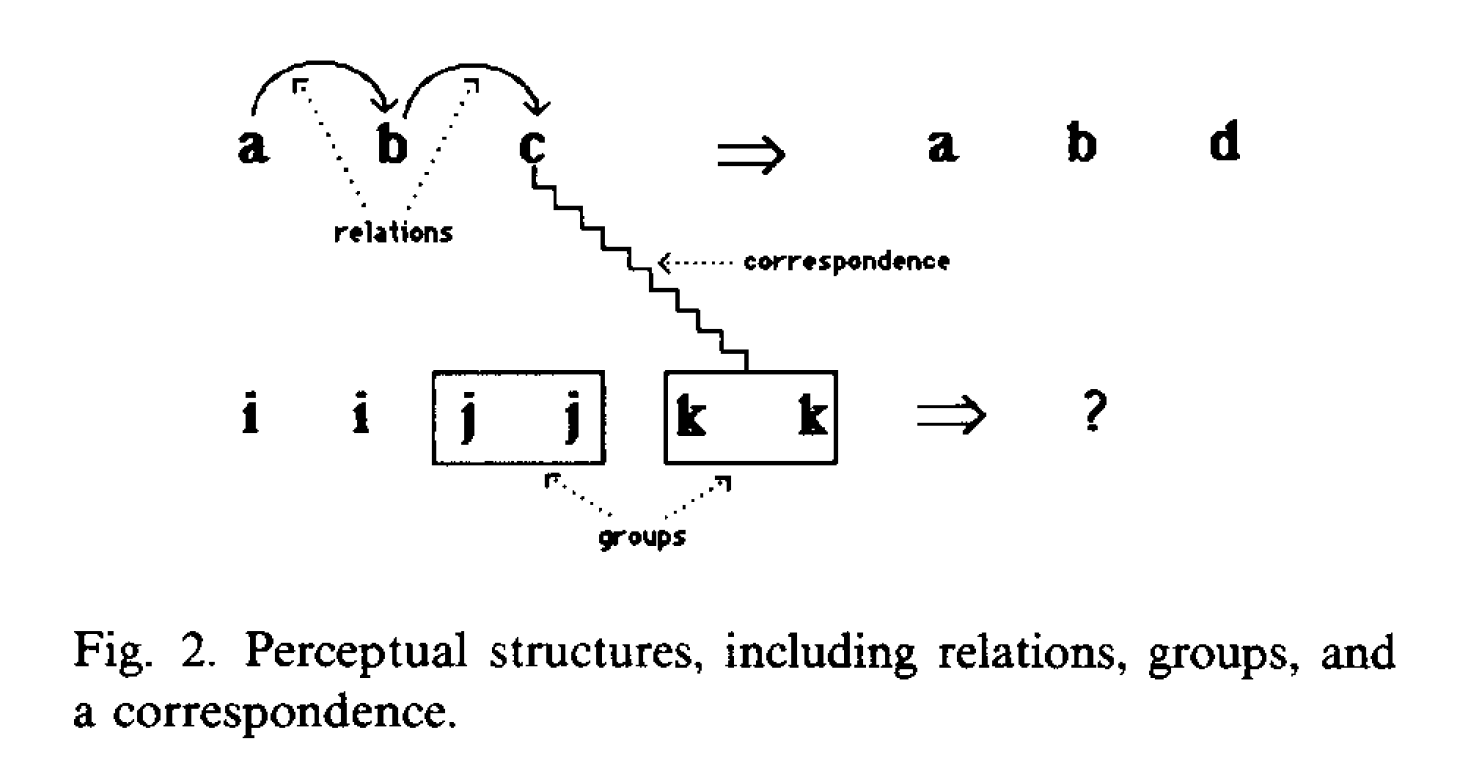 a b c ⇒ a b d
relations
correspondence
i i j j k k ⇒ ?
groups
Fig. 2. Perceptual structures, including relations, groups, and
a correspondence.